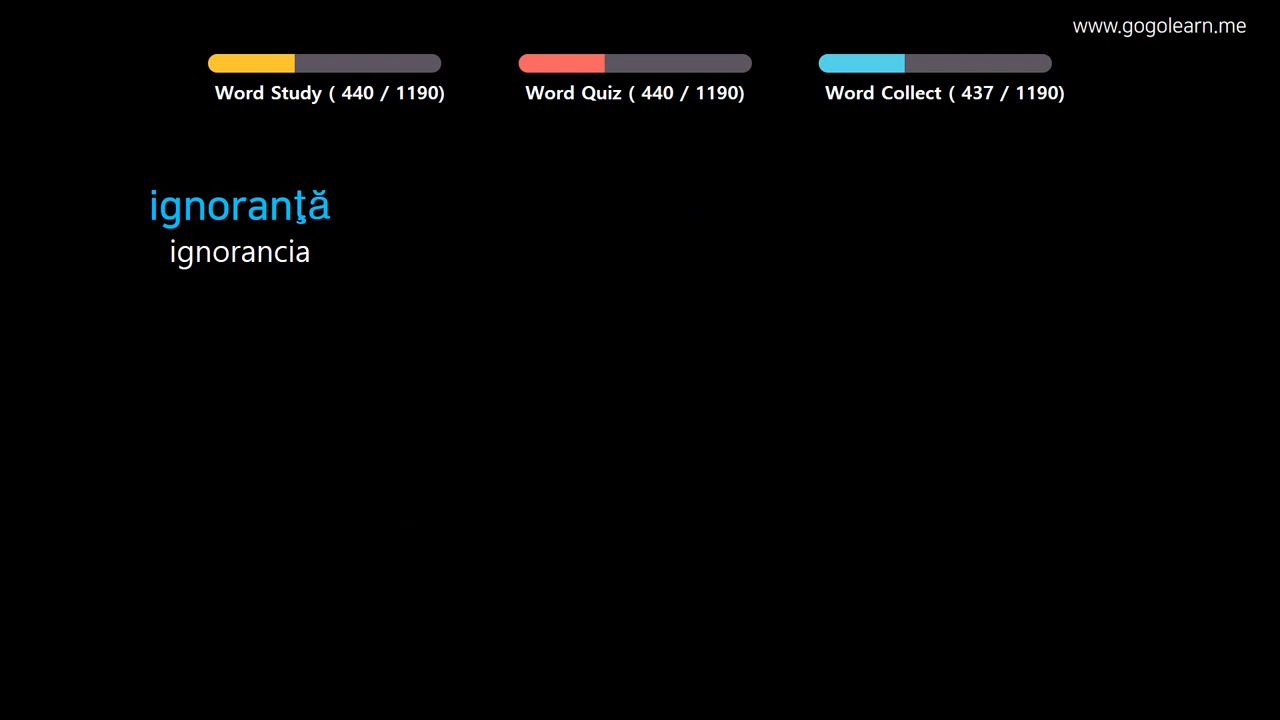 www.gogolearn.me
Word Study ( 440 / 1190)
Word Quiz ( 440 / 1190)
Word Collect ( 437 / 1190)
ignoranţă
ignorancia